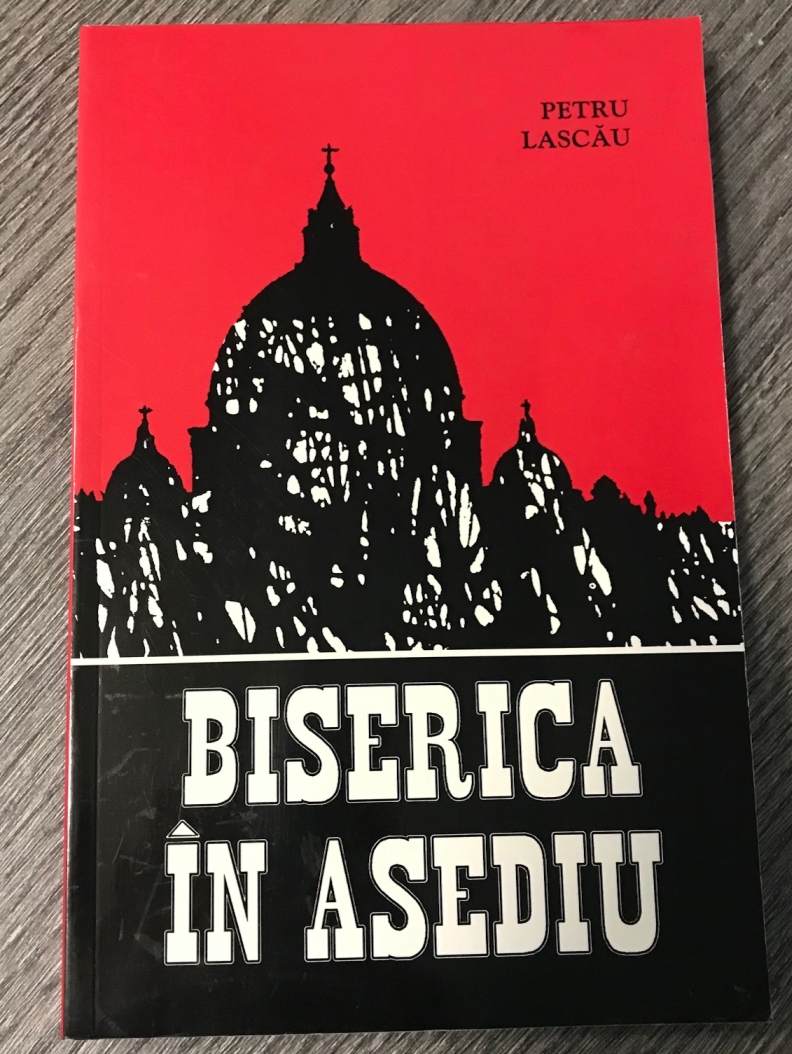 PETRU
LASCĂU
BISERICA
ÎN ASEDIU